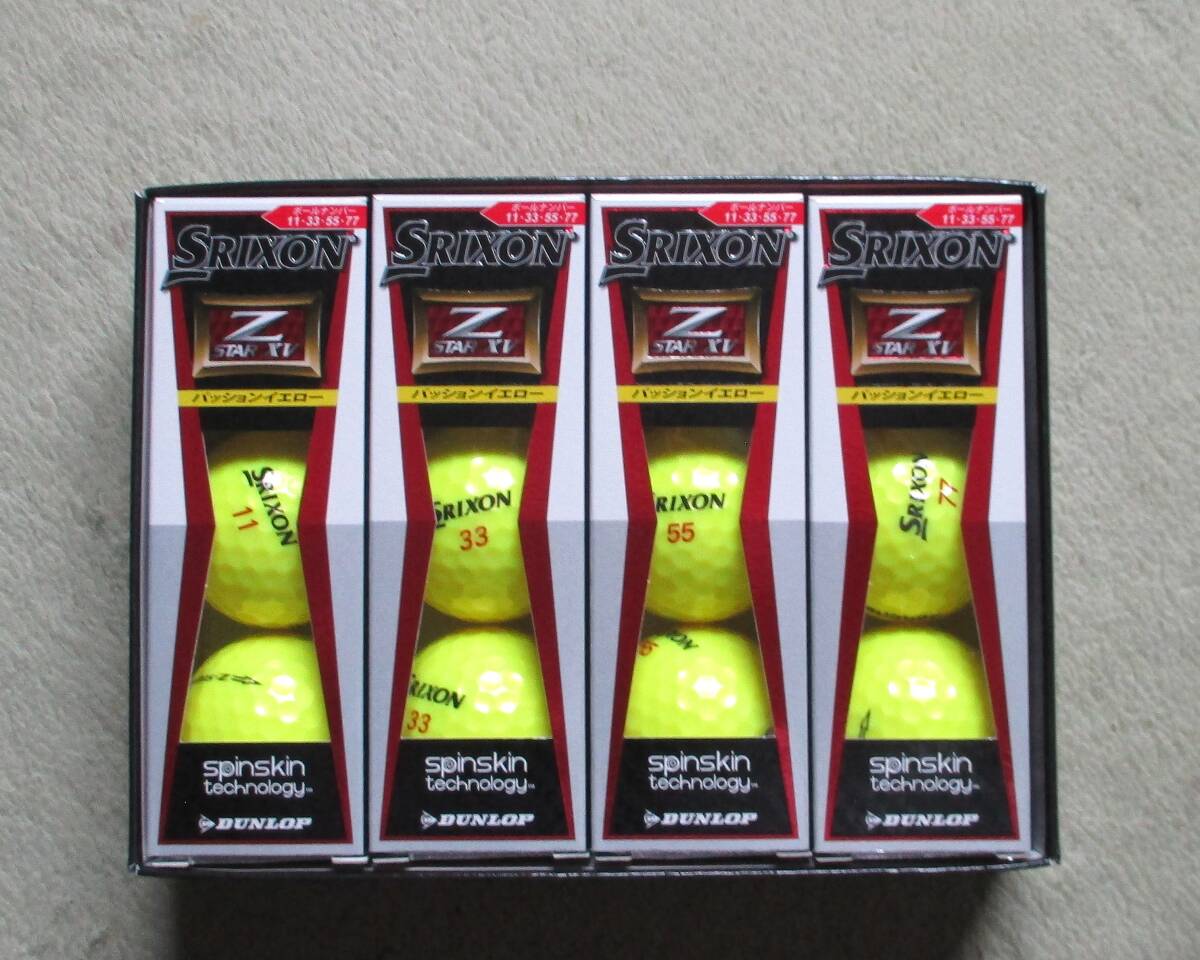 ボールナンバー
11・33・55・77
SRIXON
Z
STAR XV
パッションイエロー
SRIXON
11
spinskin
technology™
DUNLOP
ボールナンバー
11・33・55・77
SRIXON
Z
STAR XV
パッションイエロー
SRIXON
33
SRIXON
33
spinskin
technology™
DUNLOP
ボールナンバー
11・33・55・77
SRIXON
Z
STAR XV
パッションイエロー
SRIXON
55
spinskin
technology™
DUNLOP
ボールナンバー
11・33・55・77
SRIXON
Z
STAR XV
パッションイエロー
SRIXON
77
spinskin
technology™
DUNLOP